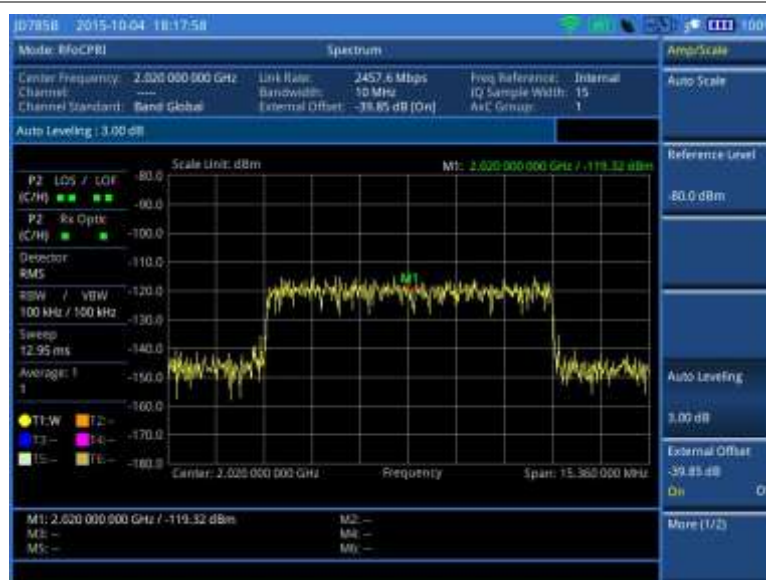 JD785B 2015-10-04 18:17:58
100%
Mode: RFoCPRI Spectrum
Center Frequency: 2.020 000 000 GHz Link Rate: 2457.6 Mbps Freq Reference: Internal
Channel: ----- Bandwidth: 10 MHz IQ Sample Width: 15
Channel Standard: Band Global External Offset: -39.85 dB [On] AxC Group: 1
Auto Leveling : 3.00 dB
Scale Unit: dBm M1: 2.020 000 000 GHz / -119.32 dBm
P2 LOS / LOF
(C/H)
P2 Rx Optic
(C/H)
Detector
RMS
RBW / VBW
100 kHz / 100 kHz
Sweep
12.95 ms
Average: 1
1
T1:W T2:--
T3:-- T4:--
T5:-- T6:--
-80.0
-90.0
-100.0
-110.0
-120.0
-130.0
-140.0
-150.0
-160.0
-170.0
-180.0
M1
Center: 2.020 000 000 GHz Frequency Span: 15.360 000 MHz
M1: 2.020 000 000 GHz / -119.32 dBm M2: --
M3: -- M4: --
M5: -- M6: --
Amp/Scale
Auto Scale
Reference Level
-80.0 dBm
Auto Leveling
3.00 dB
External Offset
-39.85 dB
On O
More (1/2)